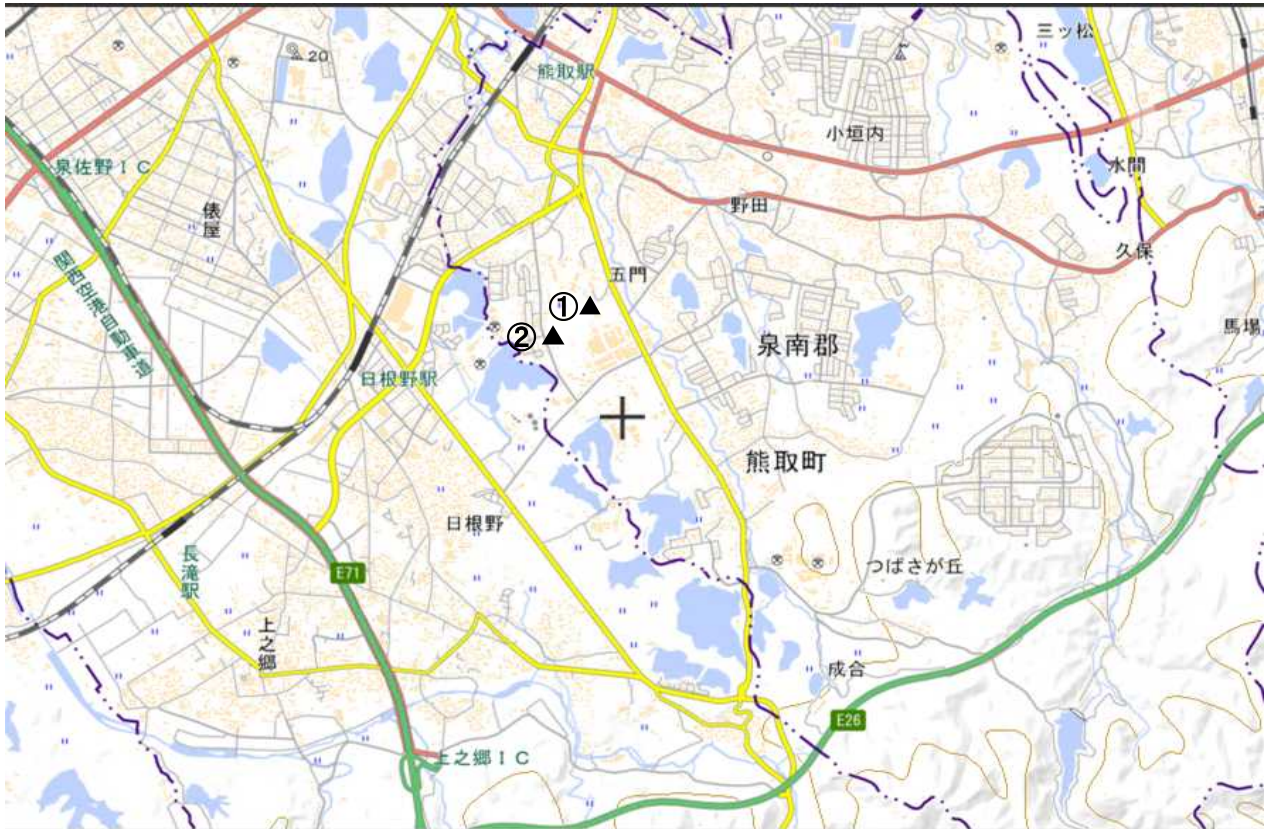 三ッ松
20
熊取駅
小垣内
泉佐野IC
水間
俵屋
野田
久保
関西空港自動車道
五門
①▲
馬場
②▲
泉南郡
日根野駅
熊取町
日根野
長滝駅
E71
つばさが丘
上之郷
成合
E26
上之郷IC